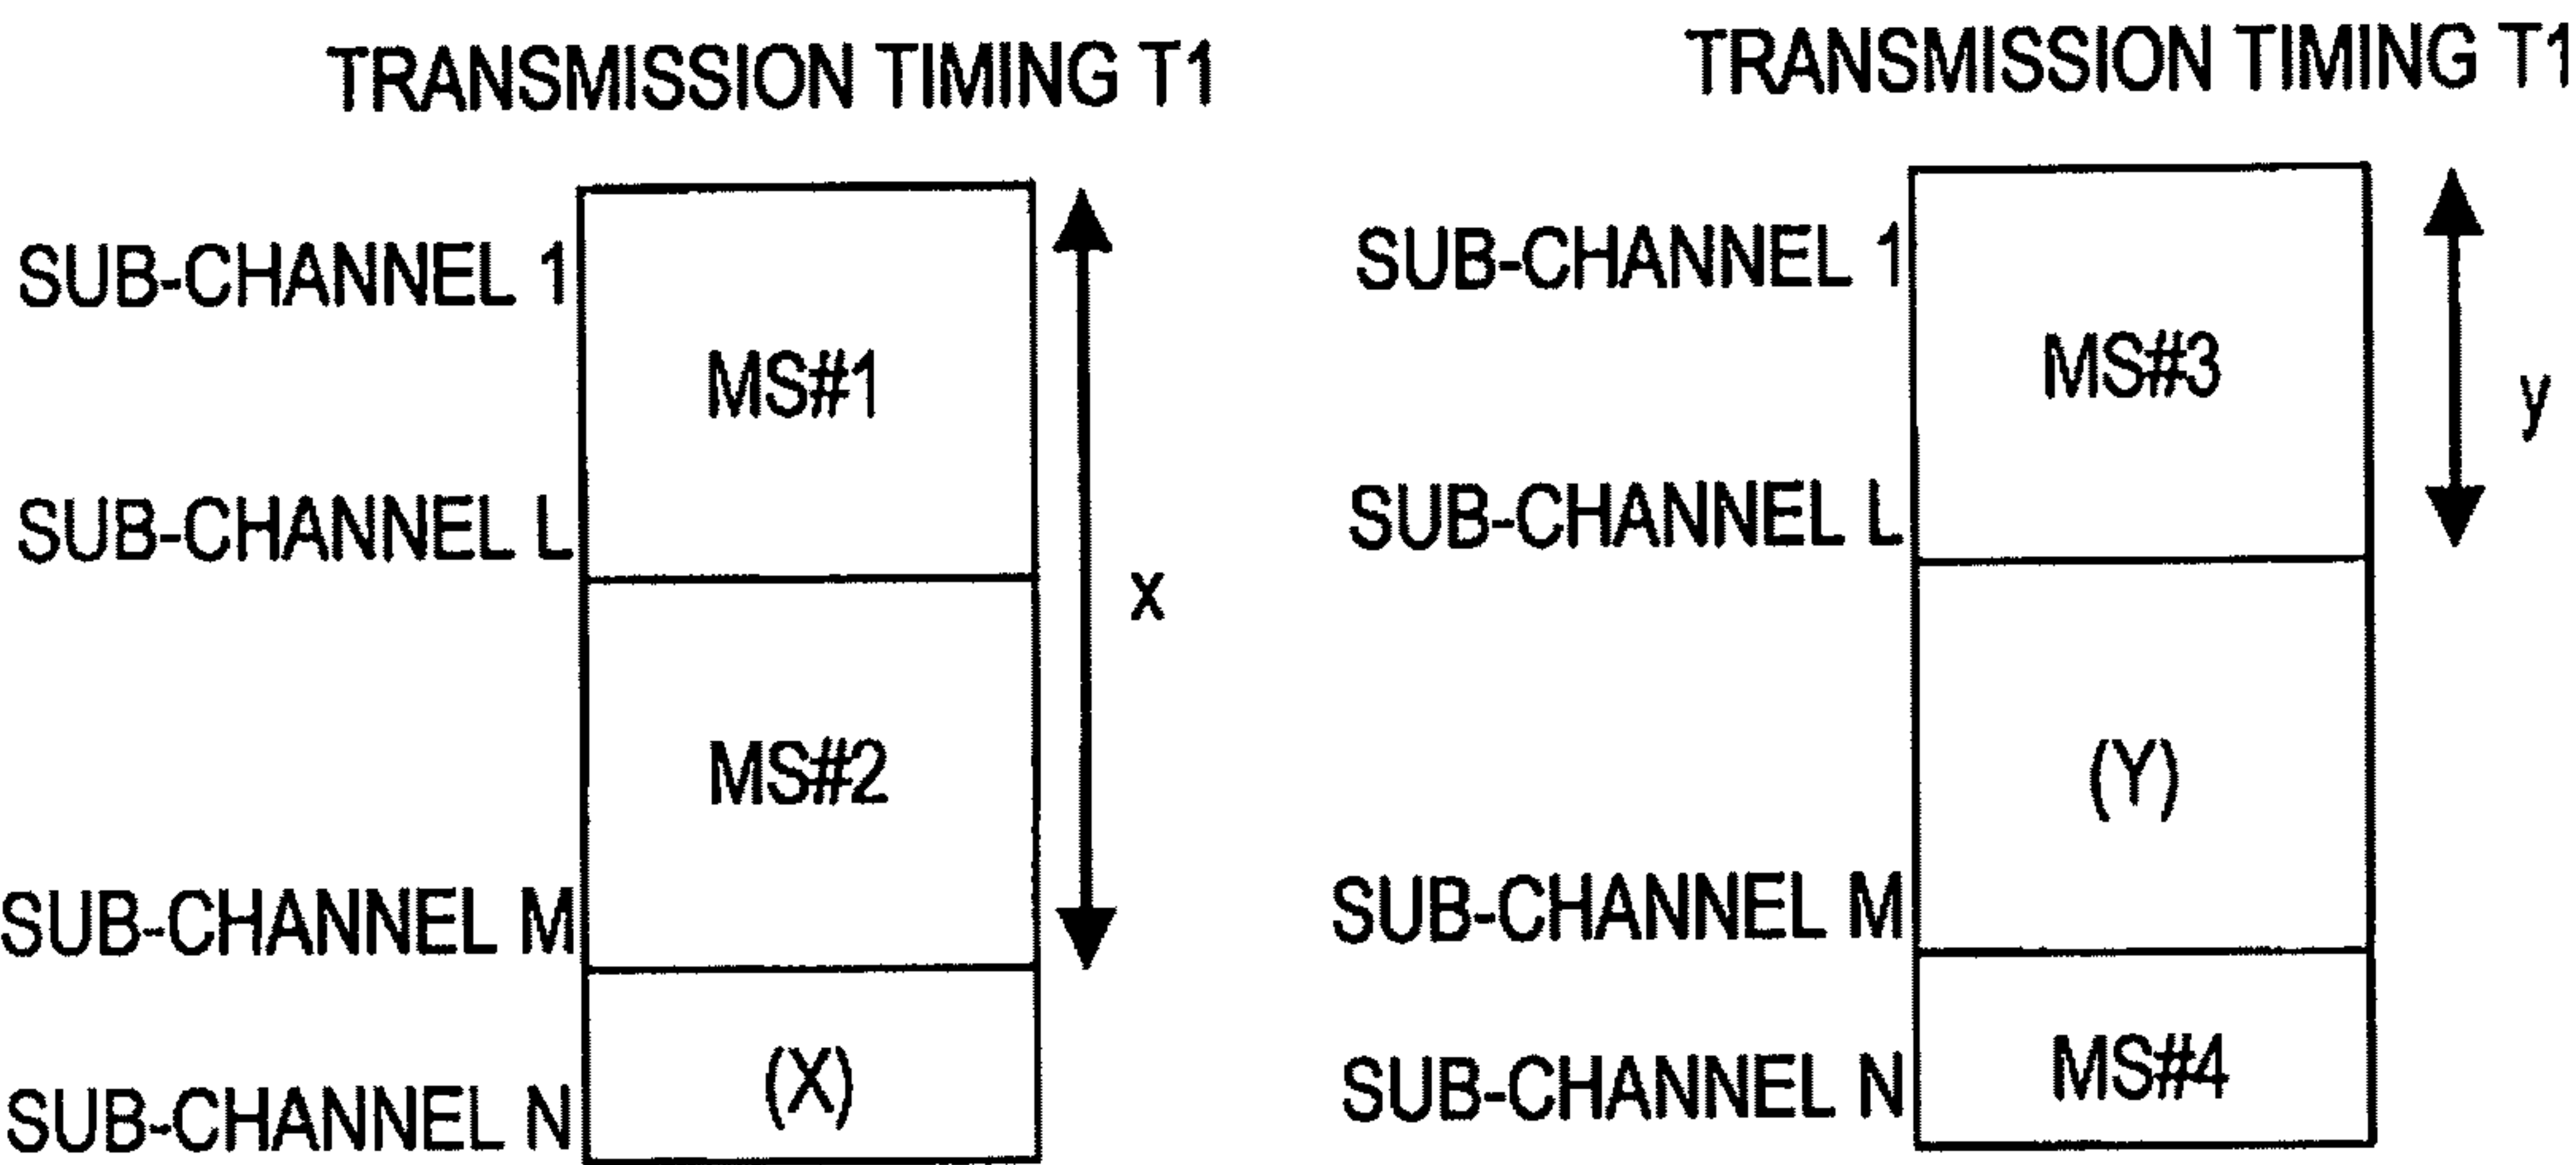 TRANSMISSION TIMING T1
SUB-CHANNEL 1
MS#1
SUB-CHANNEL L
x
MS#2
SUB-CHANNEL M
(X)
SUB-CHANNEL N
TRANSMISSION TIMING T1
SUB-CHANNEL 1
MS#3
y
SUB-CHANNEL L
(Y)
SUB-CHANNEL M
MS#4
SUB-CHANNEL N